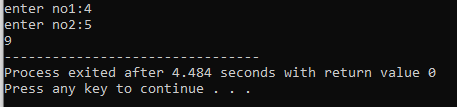 enter no1:4
enter no2:5
9
--------------------------------
Process exited after 4.484 seconds with return value 0
Press any key to continue . . .